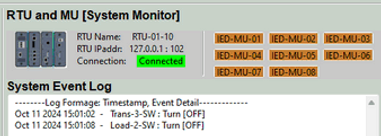 RTU and MU [System Monitor]
RTU Name: RTU-01-10
RTU IPaddr: 127.0.0.1 : 102
Connection: Connected
IED-MU-01 IED-MU-02 IED-MU-03
IED-MU-04 IED-MU-05 IED-MU-06
IED-MU-07 IED-MU-08
System Event Log
--------Log Formage: Timestamp, Event Detail-------------
Oct 11 2024 15:01:02 - Trans-3-SW : Turn [OFF]
Oct 11 2024 15:01:08 - Load-2-SW : Turn [OFF]